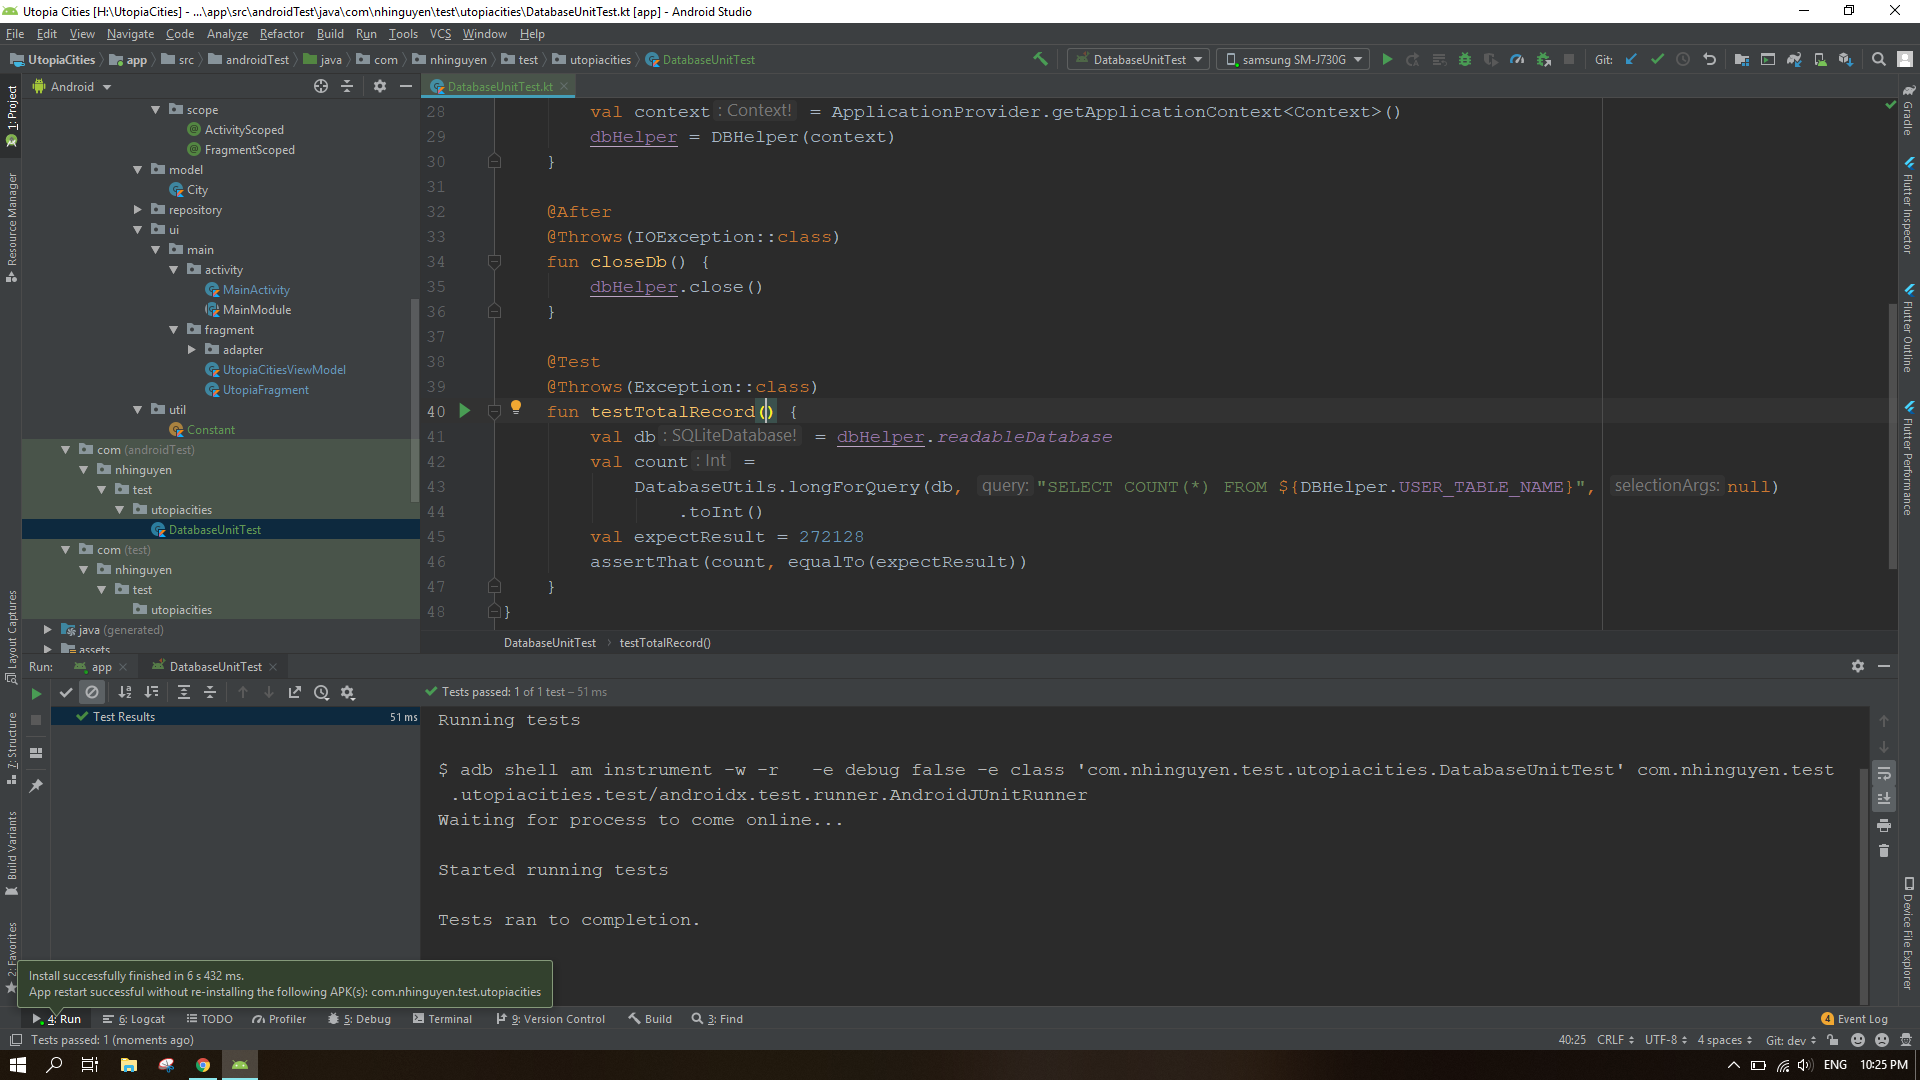 Utopia Cities [H:\UtopiaCities] - ...\app\src\androidTest\java\com\nhinguyen\test\utopiacities\DatabaseUnitTest.kt [app] - Android Studio
File Edit View Navigate Code Analyze Refactor Build Run Tools VCS Window Help
UtopiaCities app src androidTest java com nhinguyen test utopiacities DatabaseUnitTest
DatabaseUnitTest samsung SM-J730G Git:
1: Project
Resource Manager
Layout Captures
7: Structure
Build Variants
2: Favorites
Android
scope
ActivityScoped
FragmentScoped
model
City
repository
ui
main
activity
MainActivity
MainModule
fragment
adapter
UtopiaCitiesViewModel
UtopiaFragment
util
Constant
com (androidTest)
nhinguyen
test
utopiacities
DatabaseUnitTest
com (test)
nhinguyen
test
utopiacities
java (generated)
assets
DatabaseUnitTest.kt
28 val context : Context! = ApplicationProvider.getApplicationContext<Context>()
29 dbHelper = DBHelper(context)
30 }
31
32 @After
33 @Throws(IOException::class)
34 fun closeDb() {
35 dbHelper.close()
36 }
37
38 @Test
39 @Throws(Exception::class)
40 fun testTotalRecord() {
41 val db : SQLiteDatabase! = dbHelper.readableDatabase
42 val count : Int =
43 DatabaseUtils.longForQuery(db, query: "SELECT COUNT(*) FROM ${DBHelper.USER_TABLE_NAME}", selectionArgs: null)
44 .toInt()
45 val expectResult = 272128
46 assertThat(count, equalTo(expectResult))
47 }
48 }
DatabaseUnitTest › testTotalRecord()
Gradle
Flutter Inspector
Flutter Outline
Flutter Performance
Device File Explorer
Run: app DatabaseUnitTest
Tests passed: 1 of 1 test – 51 ms
Test Results 51 ms
Running tests
$ adb shell am instrument -w -r -e debug false -e class 'com.nhinguyen.test.utopiacities.DatabaseUnitTest' com.nhinguyen.test
.utopiacities.test/androidx.test.runner.AndroidJUnitRunner
Waiting for process to come online...
Started running tests
Tests ran to completion.
Install successfully finished in 6 s 432 ms.
App restart successful without re-installing the following APK(s): com.nhinguyen.test.utopiacities
4: Run 6: Logcat TODO Profiler 5: Debug Terminal 9: Version Control Build 3: Find 4 Event Log
Tests passed: 1 (moments ago) 40:25 CRLF UTF-8 4 spaces Git: dev
ENG 10:25 PM